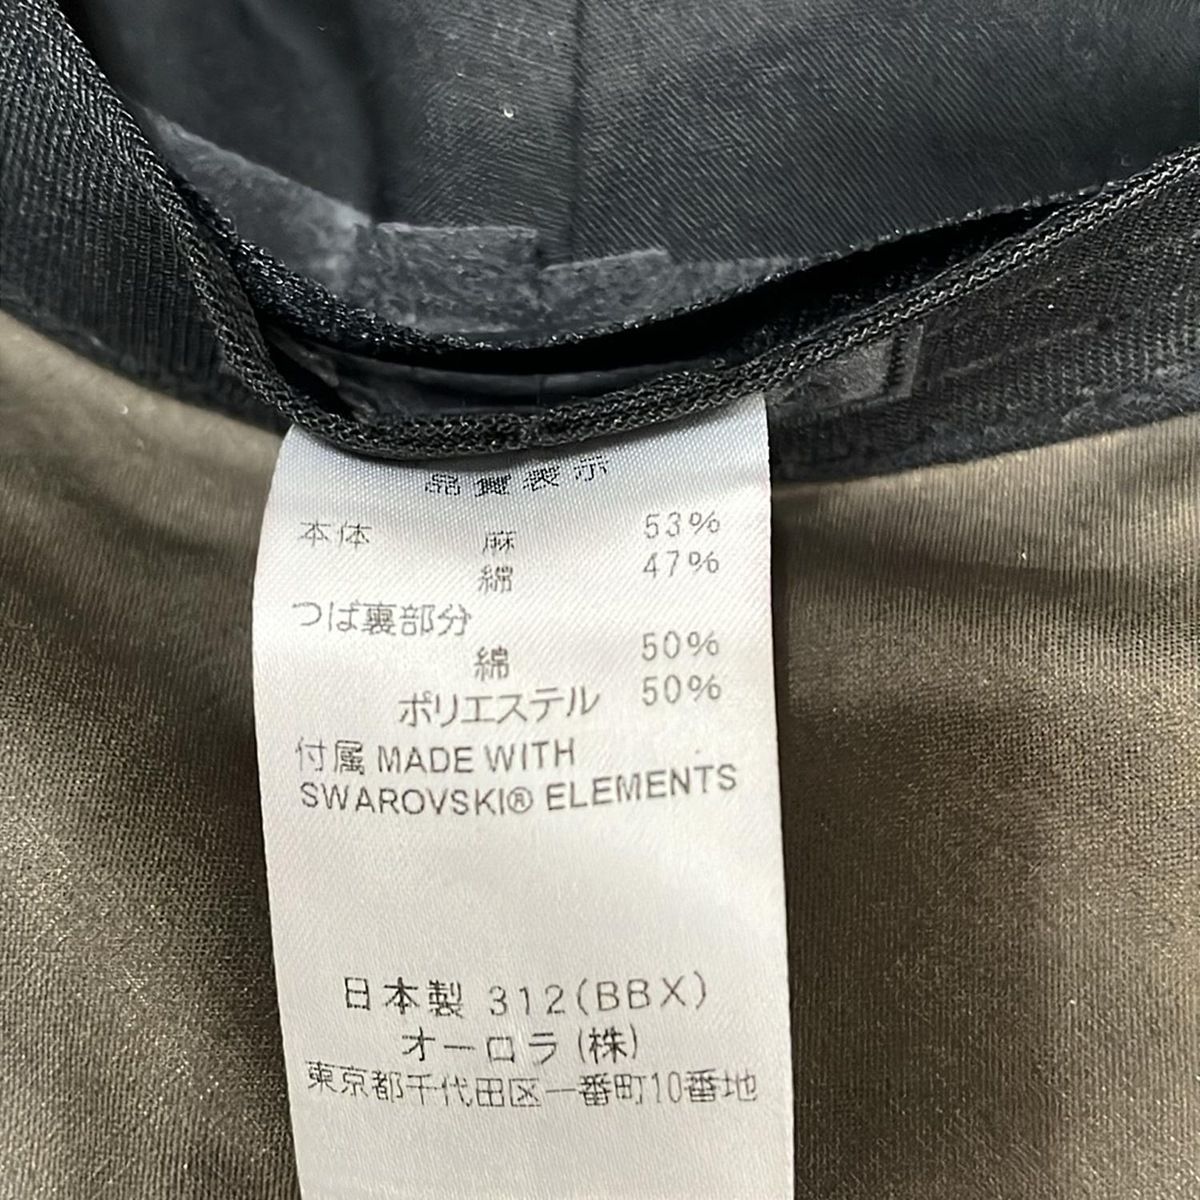 品質表示
本体 麻 53%
綿 47%
つば裏部分
綿 50%
ポリエステル 50%
付属 MADE WITH
SWAROVSKI® ELEMENTS
日本製 312(BBX)
オーロラ(株)
東京都千代田区一番町10番地